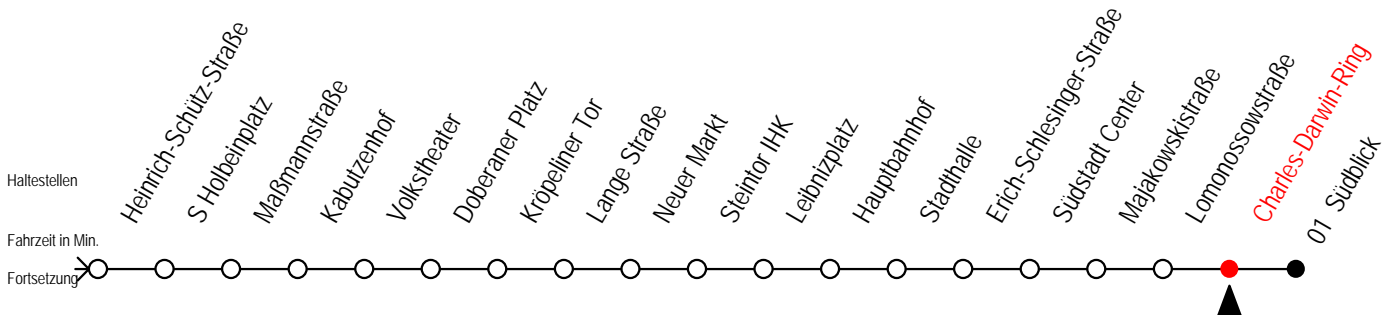 Heinrich-Schütz-Straße
S Holbeinplatz
Maßmannstraße
Kabutzenhof
Volkstheater
Doberaner Platz
Kröpeliner Tor
Lange Straße
Neuer Markt
Steintor IHK
Leibnizplatz
Hauptbahnhof
Stadthalle
Erich-Schlesinger-Straße
Südstadt Center
Majakowskistraße
Lomonossowstraße
Charles-Darwin-Ring
01 Südblick
Haltestellen
Fahrzeit in Min.
Fortsetzung